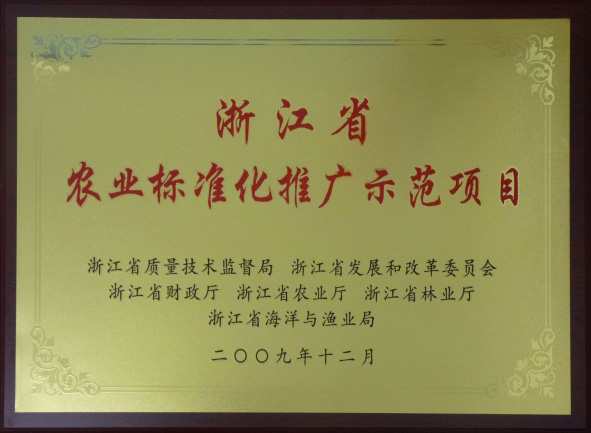 浙江省
农业标准化推广示范项目
浙江省质量技术监督局 浙江省发展和改革委员会
浙江省财政厅 浙江省农业厅 浙江省林业厅
浙江省海洋与渔业局
二〇〇九年十二月